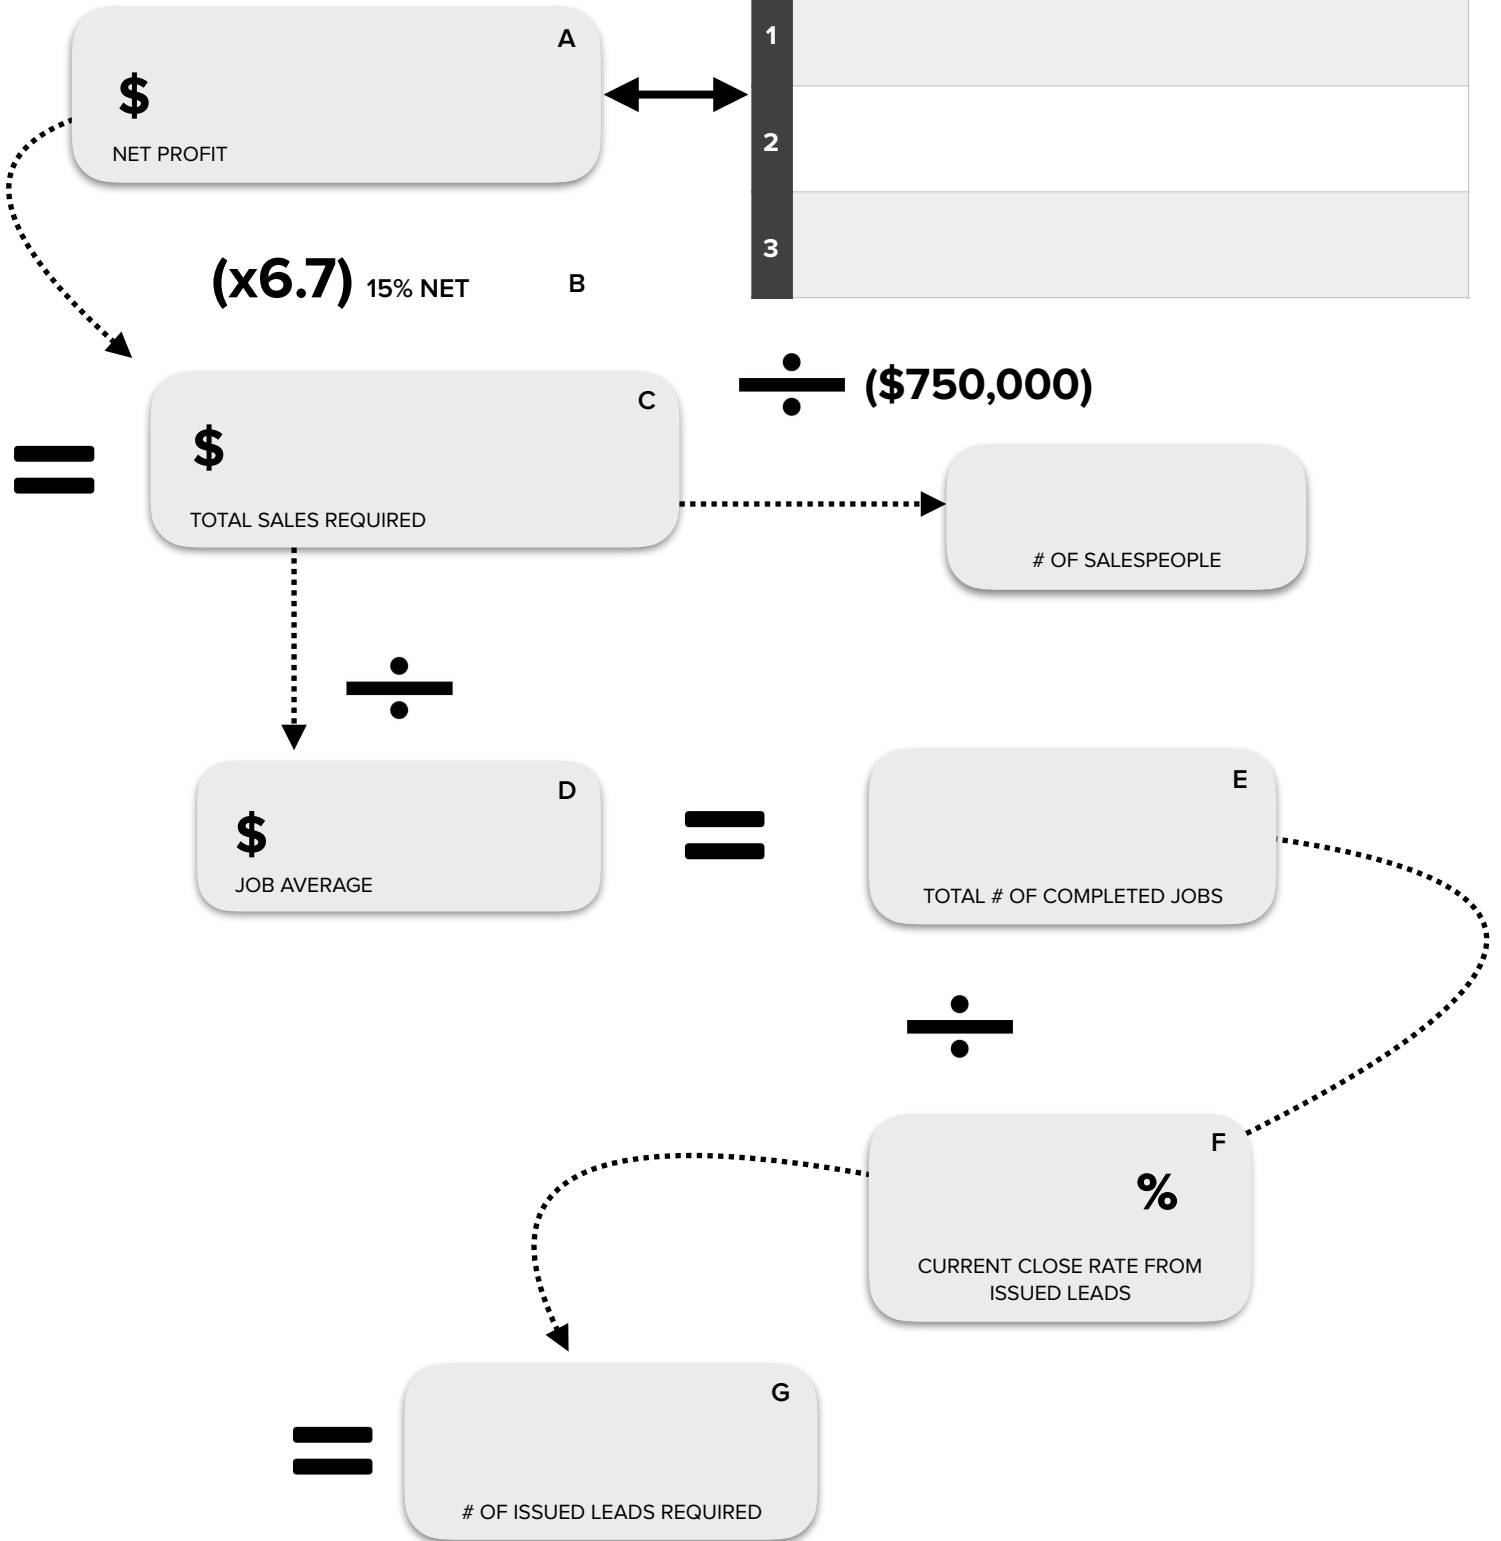 A
$
NET PROFIT
1
2
3
(x6.7) 15% NET
B
÷ ($750,000)
=
C
$
TOTAL SALES REQUIRED
# OF SALESPEOPLE
÷
D
$
JOB AVERAGE
=
E
TOTAL # OF COMPLETED JOBS
÷
F
%
CURRENT CLOSE RATE FROM
ISSUED LEADS
=
G
# OF ISSUED LEADS REQUIRED